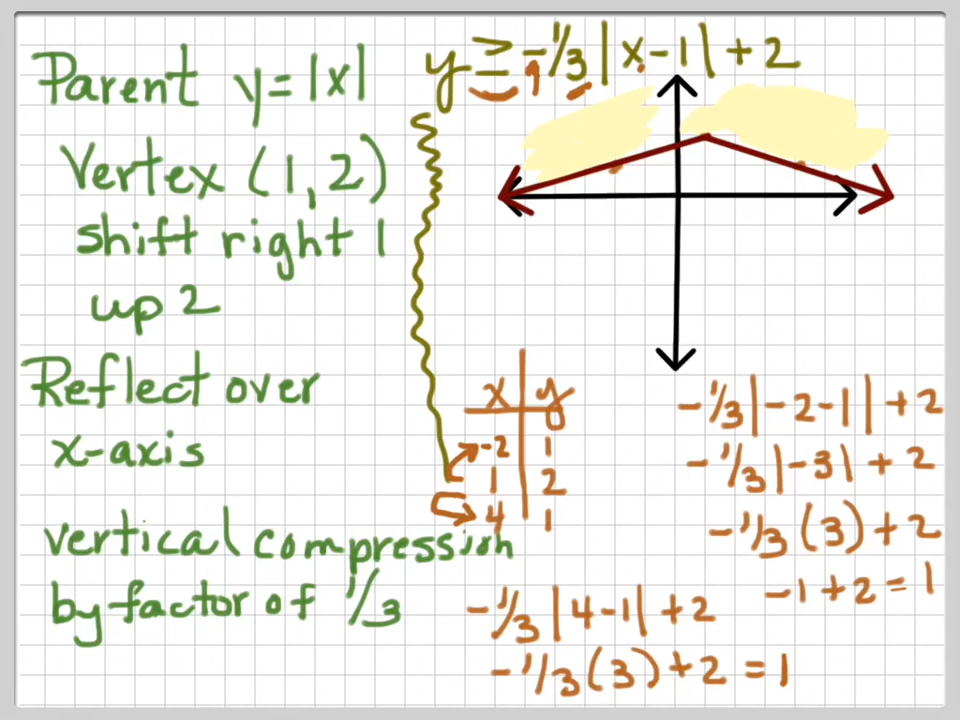 Parent y=|x|
Vertex (1,2)
shift right 1
up 2
Reflect over
x-axis
vertical compression
by factor of 1/3
y ≥ -1/3|x-1|+2
x y
-2 1
1 2
4 1
-1/3|-2-1|+2
-1/3|-3|+2
-1/3(3)+2
-1+2=1
-1/3|4-1|+2
-1/3(3)+2=1